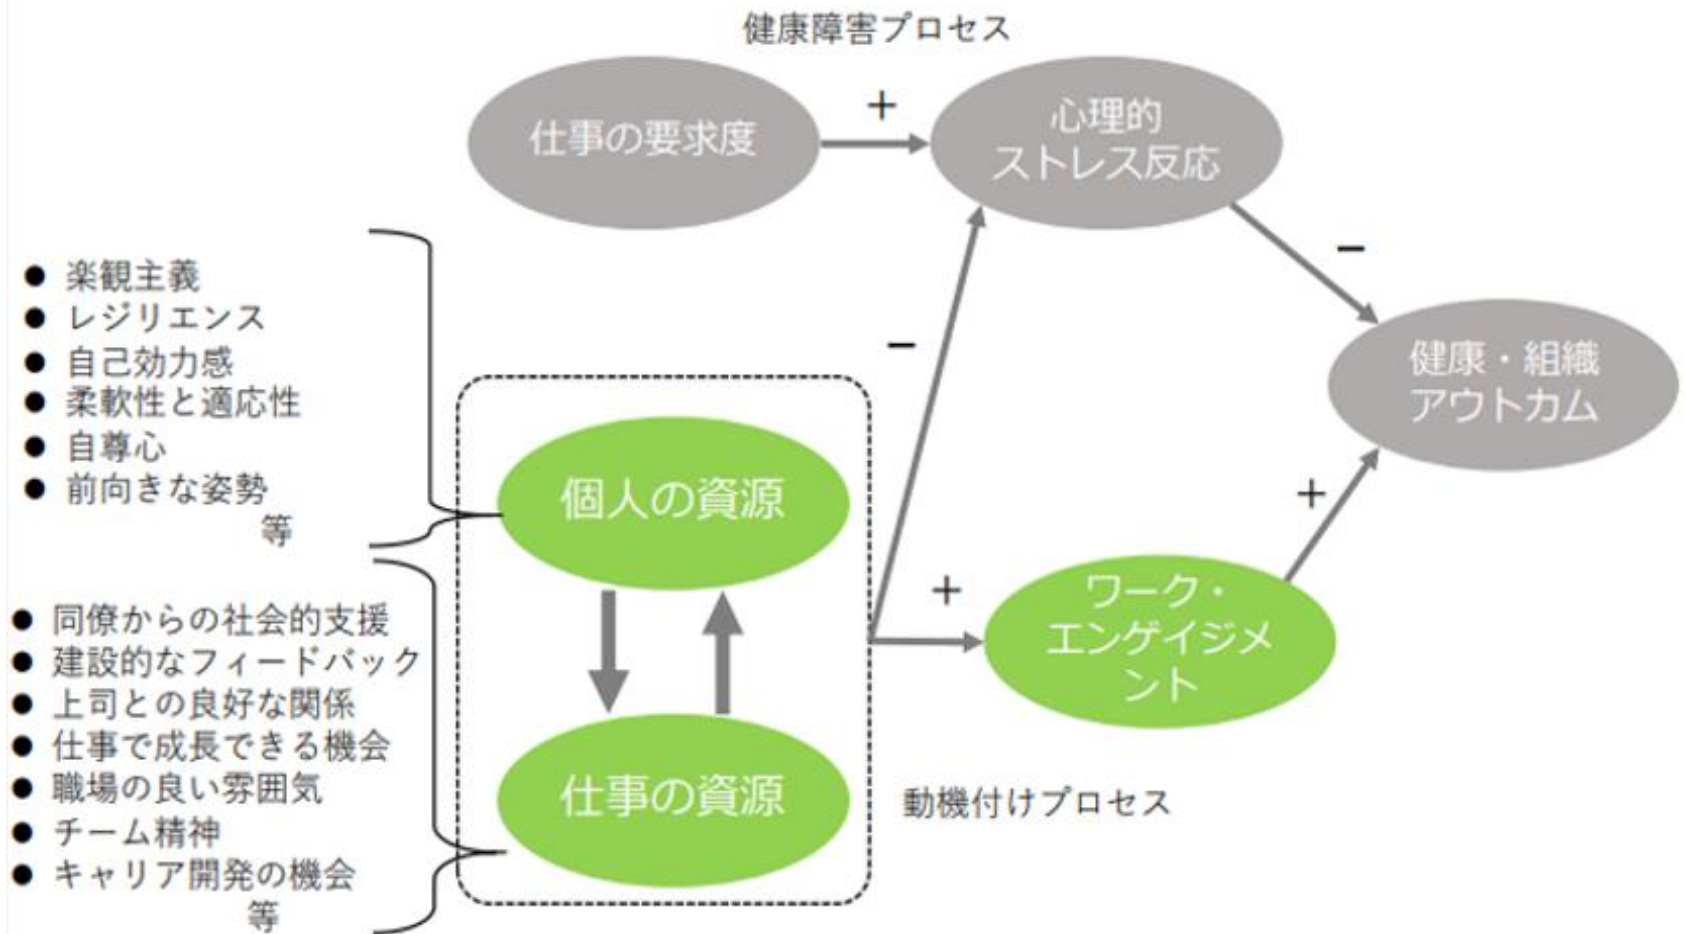 健康障害プロセス
仕事の要求度
+
心理的
ストレス反応
−
● 楽観主義
● レジリエンス
● 自己効力感
● 柔軟性と適応性
● 自尊心
● 前向きな姿勢
等
−
健康・組織
アウトカム
個人の資源
+
+
ワーク・
エンゲイジメ
ント
● 同僚からの社会的支援
● 建設的なフィードバック
● 上司との良好な関係
● 仕事で成長できる機会
● 職場の良い雰囲気
● チーム精神
● キャリア開発の機会
等
仕事の資源
動機付けプロセス